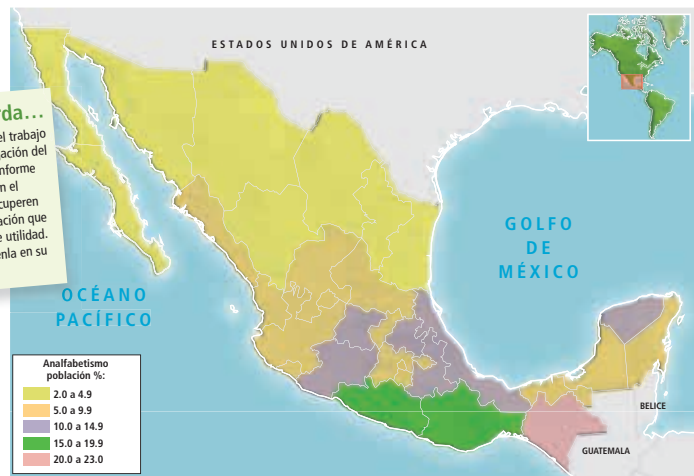 ESTADOS UNIDOS DE AMÉRICA
el trabajo
ación del
nforme
n el
cuperen
ación que
e utilidad.
enla en su
GOLFO
DE
MÉXICO
OCÉANO
PACÍFICO
Analfabetismo
población %:
2.0 a 4.9
5.0 a 9.9
10.0 a 14.9
15.0 a 19.9
20.0 a 23.0
BELICE
GUATEMALA